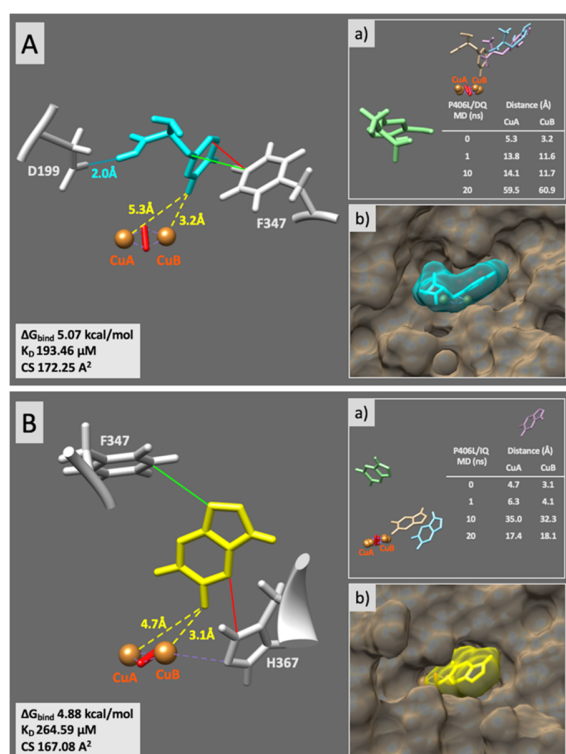 A
D199
2.0Å
5.3Å
3.2Å
F347
CuA
CuB
ΔGbind 5.07 kcal/mol
KD 193.46 µM
CS 172.25 A²
a)
CuA CuB
P406L/DQ Distance (Å)
MD (ns) CuA CuB
0 5.3 3.2
1 13.8 11.6
10 14.1 11.7
20 59.5 60.9
b)
B
F347
4.7Å
3.1Å
H367
CuA
CuB
ΔGbind 4.88 kcal/mol
KD 264.59 µM
CS 167.08 A²
a)
CuA CuB
P406L/IQ Distance (Å)
MD (ns) CuA CuB
0 4.7 3.1
1 6.3 4.1
10 35.0 32.3
20 17.4 18.1
b)